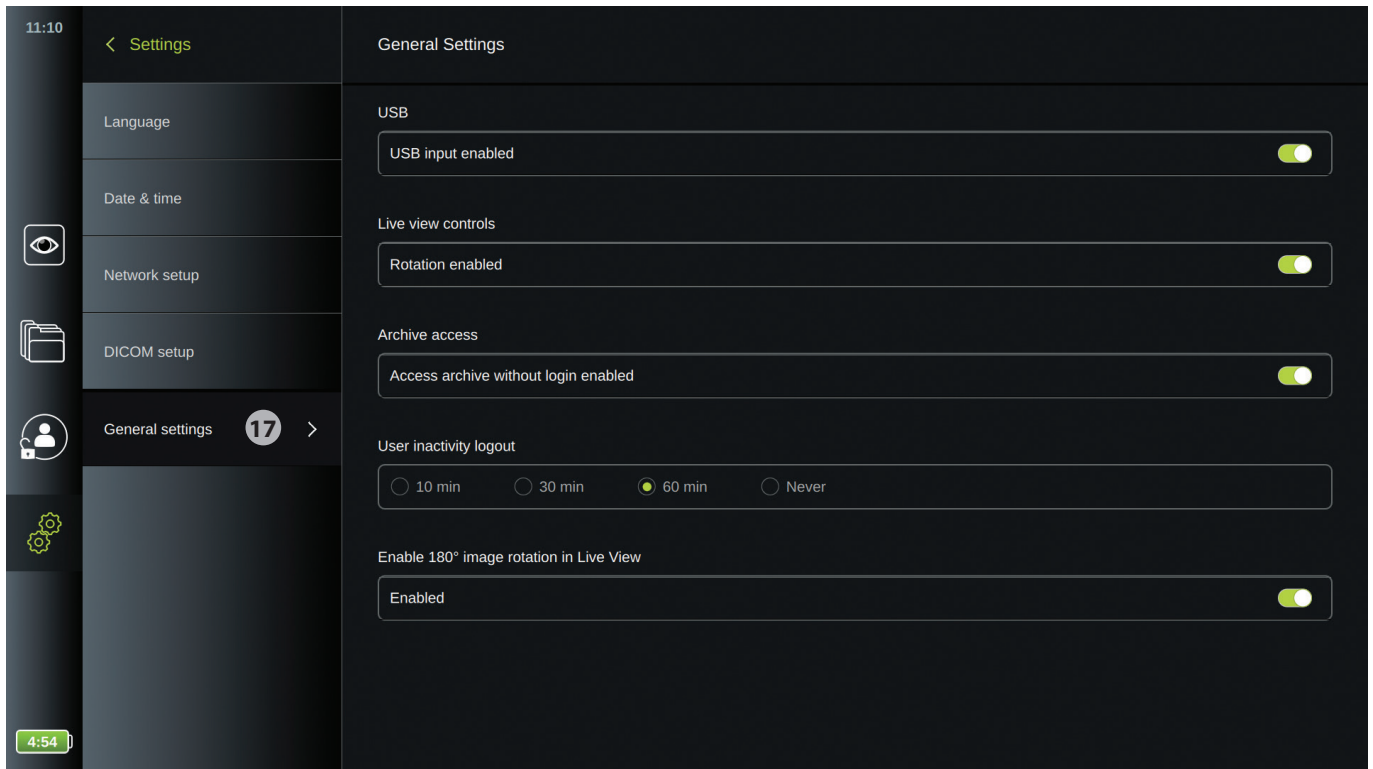 11:10
Settings
General Settings
Language
Date & time
Network setup
DICOM setup
General settings 17
USB
USB input enabled
Live view controls
Rotation enabled
Archive access
Access archive without login enabled
User inactivity logout
10 min 30 min 60 min Never
Enable 180° image rotation in Live View
Enabled
4:54